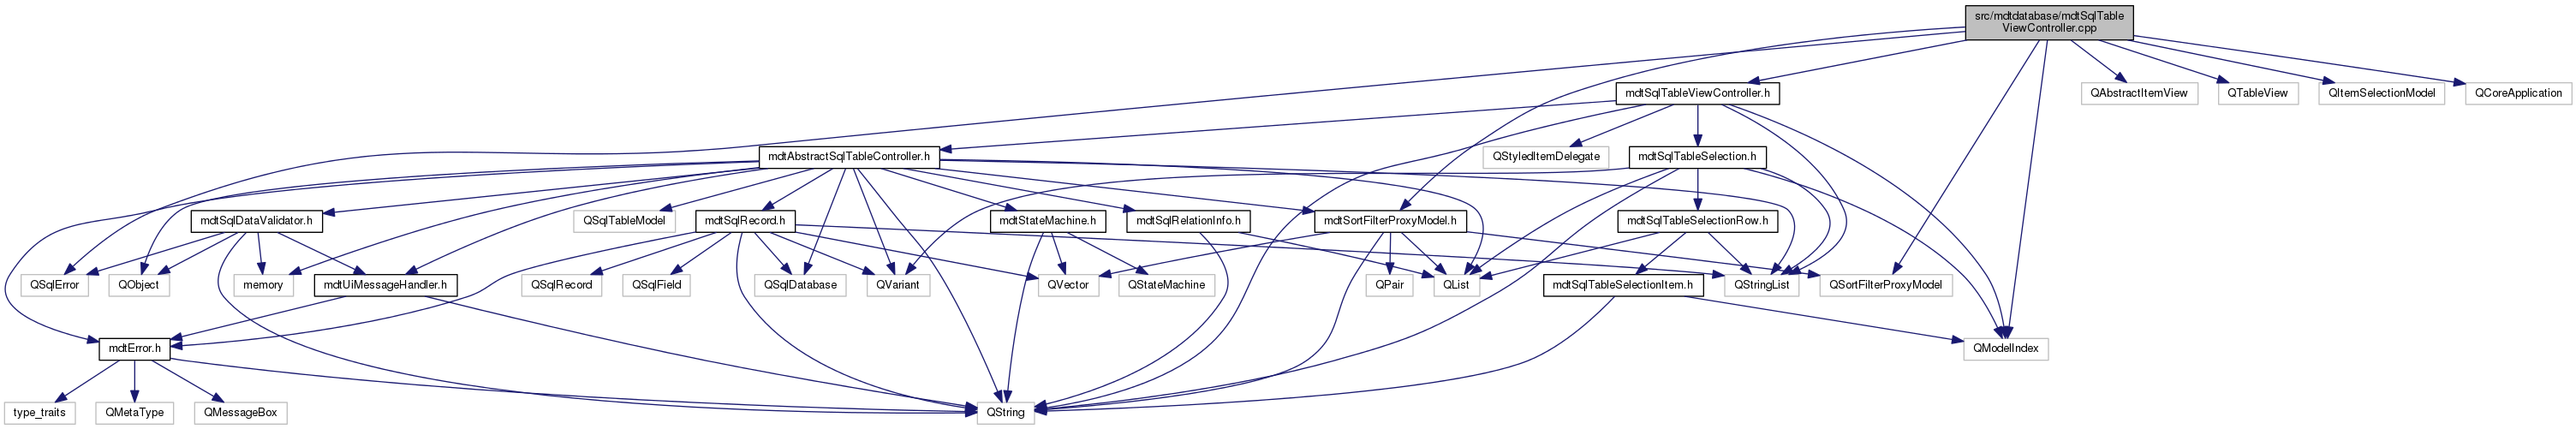 src/mdtdatabase/mdtSqlTable
ViewController.cpp
mdtSqlTableViewController.h
QAbstractItemView
QTableView
QItemSelectionModel
QCoreApplication
mdtAbstractSqlTableController.h
QStyledItemDelegate
mdtSqlTableSelection.h
mdtSqlDataValidator.h
QSqlTableModel
mdtSqlRecord.h
mdtStateMachine.h
mdtSqlRelationInfo.h
mdtSortFilterProxyModel.h
mdtSqlTableSelectionRow.h
QSqlError
QObject
memory
mdtUiMessageHandler.h
QSqlRecord
QSqlField
QSqlDatabase
QVariant
QVector
QStateMachine
QPair
QList
mdtSqlTableSelectionItem.h
QStringList
QSortFilterProxyModel
mdtError.h
QModelIndex
type_traits
QMetaType
QMessageBox
QString